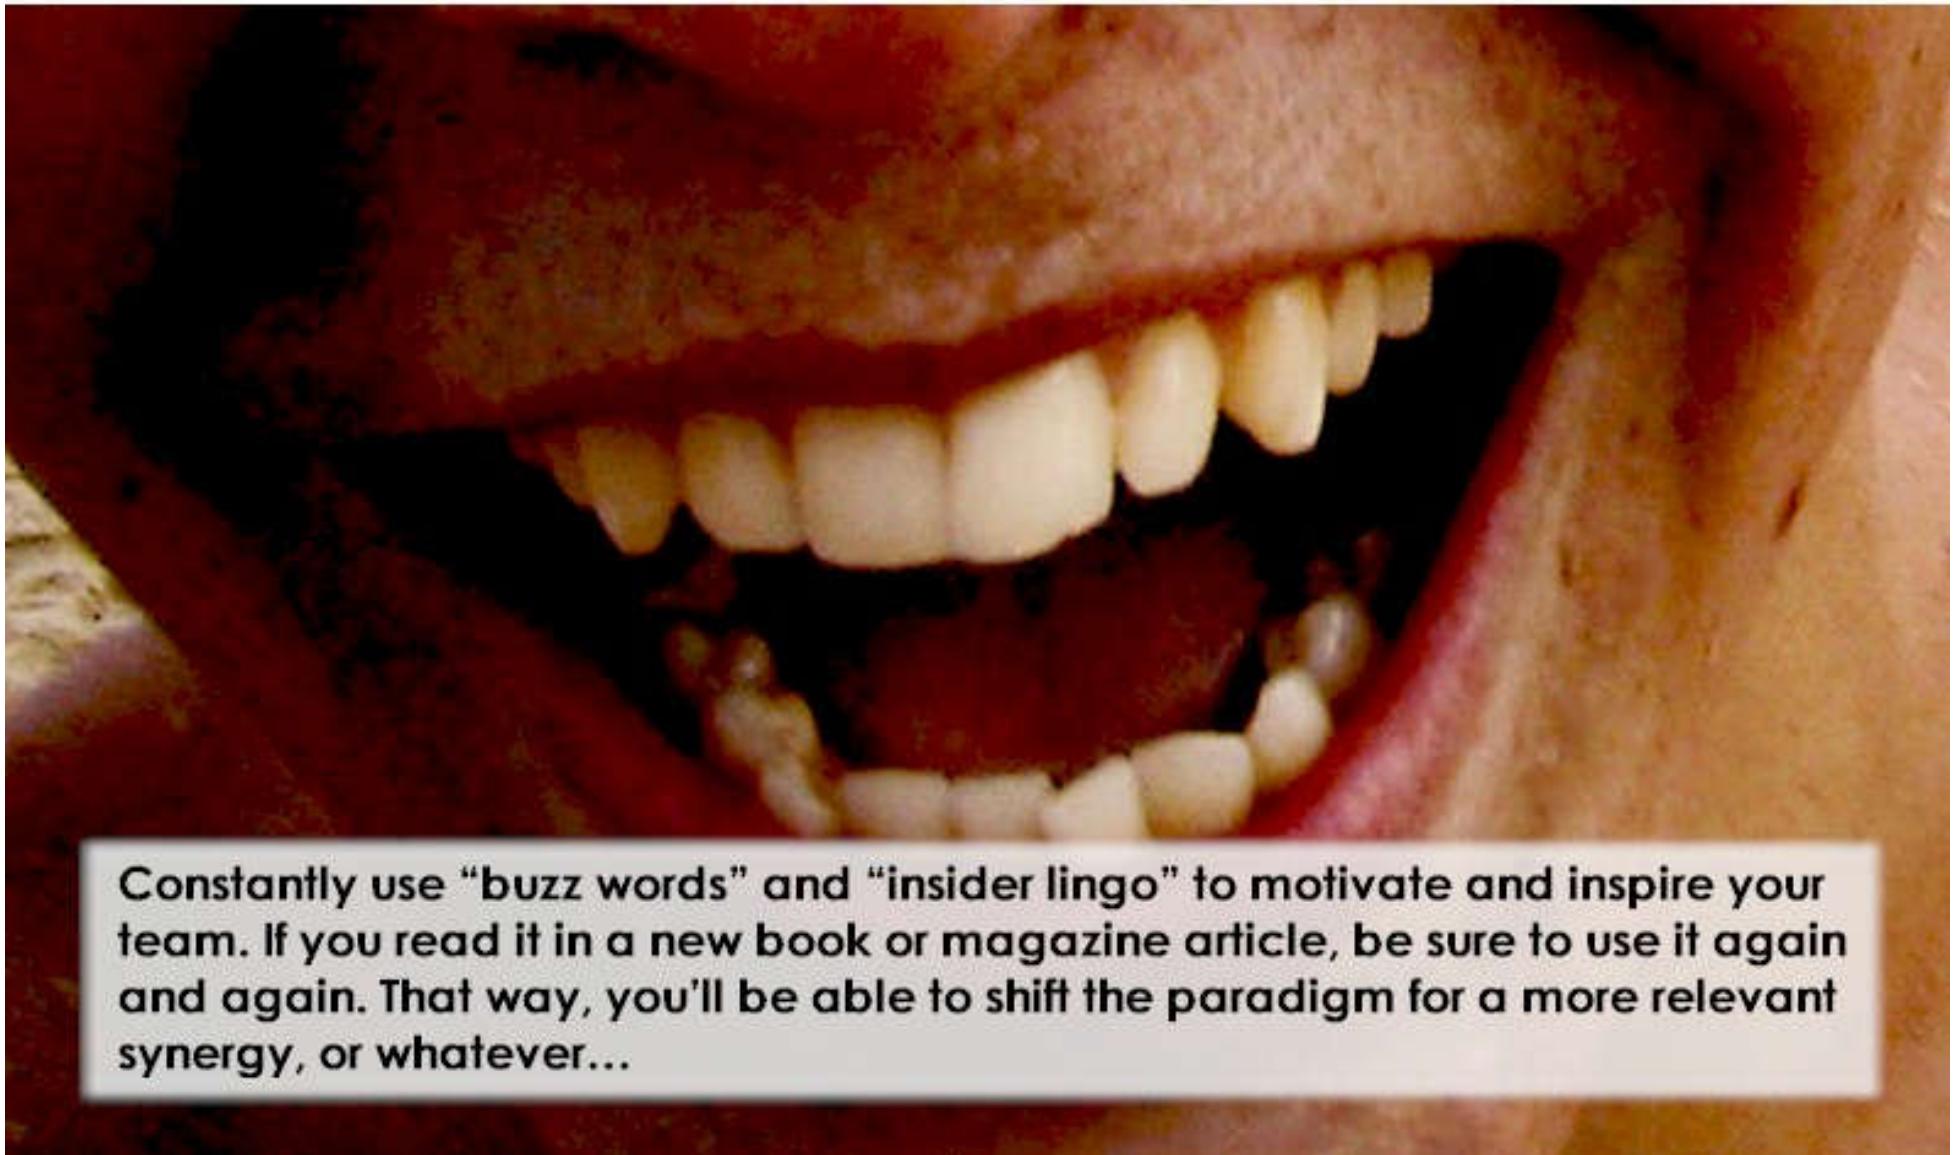 Constantly use “buzz words” and “insider lingo” to motivate and inspire your
team. If you read it in a new book or magazine article, be sure to use it again
and again. That way, you'll be able to shift the paradigm for a more relevant
synergy, or whatever...